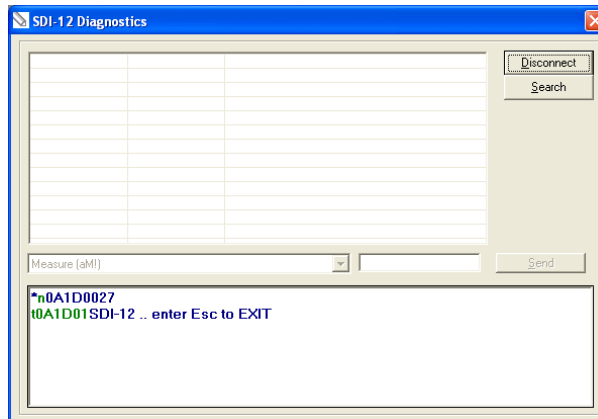 SDI-12 Diagnostics
Disconnect
Search
Measure (aM!)
Send
*n0A1D0027
t0A1D01SDI-12 .. enter Esc to EXIT